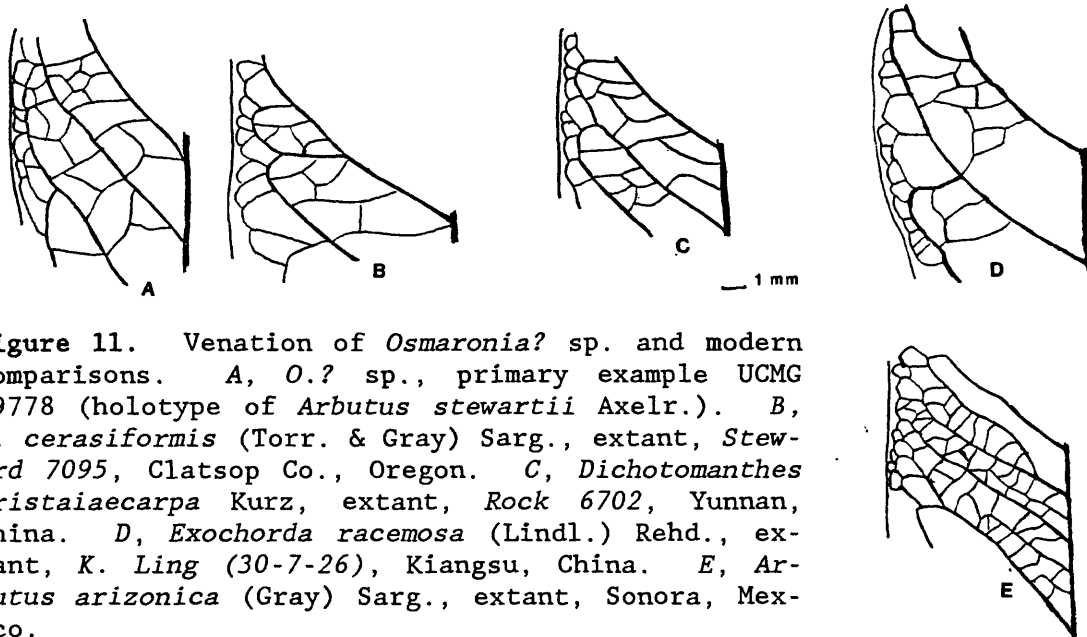 A
B
C
D
1 mm
igure 11. Venation of Osmaronia? sp. and modern
omparisons. A, O.? sp., primary example UCMG
9778 (holotype of Arbutus stewartii Axelr.). B,
. cerasiformis (Torr. & Gray) Sarg., extant, Stew-
rd 7095, Clatsop Co., Oregon. C, Dichotomanthes
ristaiaecarpa Kurz, extant, Rock 6702, Yunnan,
hina. D, Exochorda racemosa (Lindl.) Rehd., ex-
ant, K. Ling (30-7-26), Kiangsu, China. E, Ar-
utus arizonica (Gray) Sarg., extant, Sonora, Mex-
co.
E